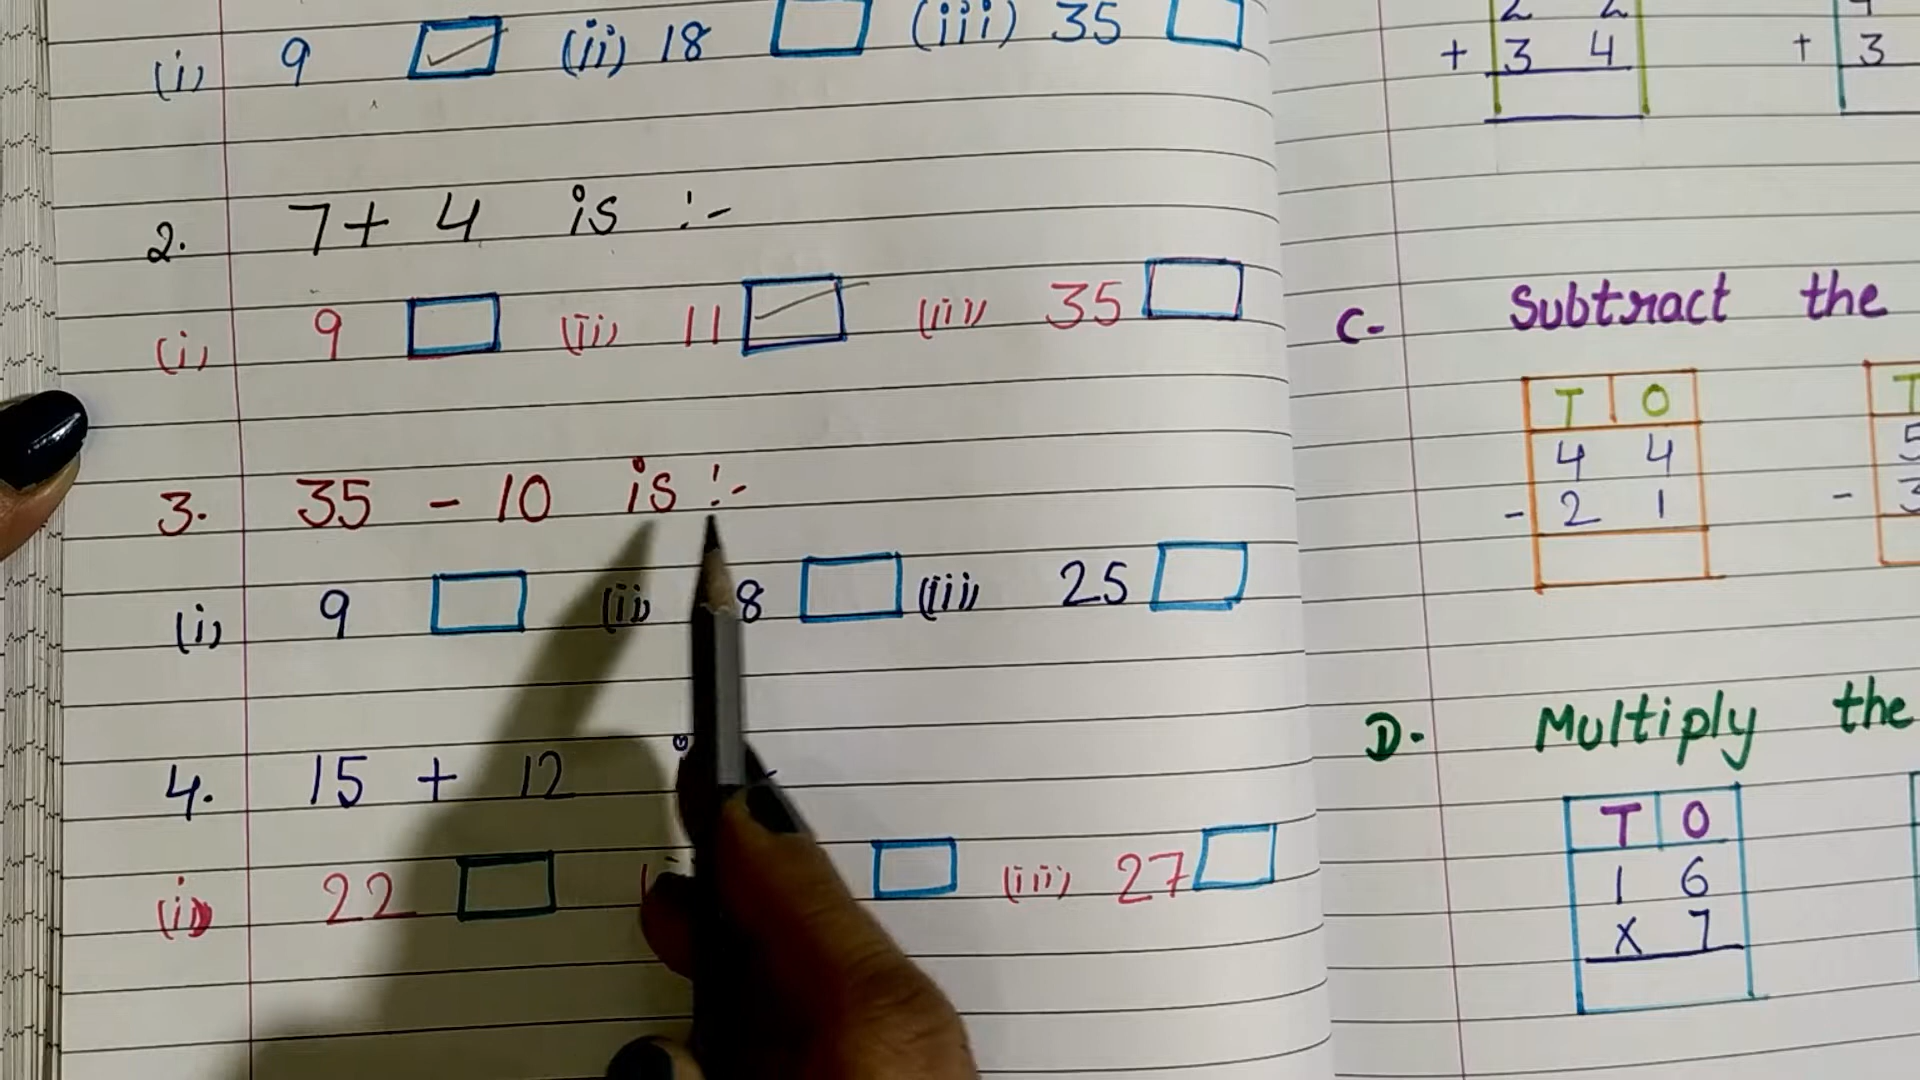 (i) 9 (ii) 18 (iii) 35
2. 7 + 4 is :-
(i) 9 (ii) 11 (iii) 35
3. 35 - 10 is :-
(i) 9 (ii) 8 (iii) 25
4. 15 + 12
(i) 22 (iii) 27
+ 3 4
+ 3
C. Subtract the
T O
4 4
- 2 1
T
5
- 3
D. Multiply the
T O
1 6
x 7